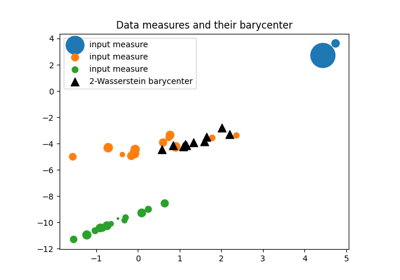 Data measures and their barycenter
input measure
input measure
input measure
2-Wasserstein barycenter
4
2
0
−2
−4
−6
−8
−10
−12
−1 0 1 2 3 4 5